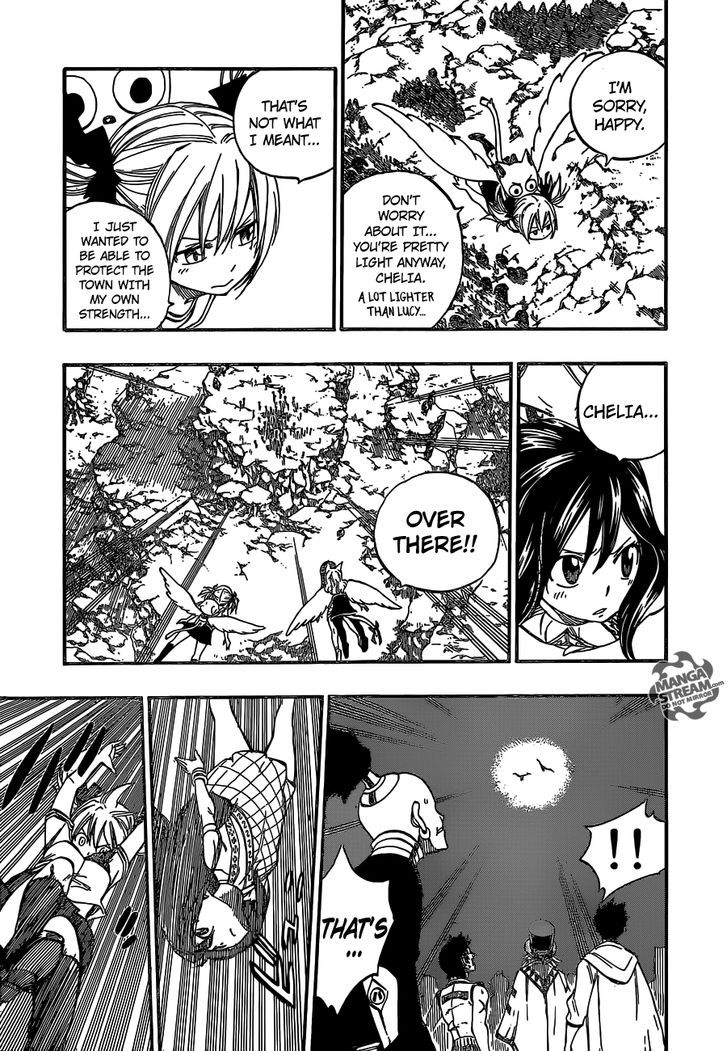 I'M
SORRY,
HAPPY.
DON'T
WORRY
ABOUT IT...
YOU'RE PRETTY
LIGHT ANYWAY,
CHELIA.
A LOT LIGHTER
THAN LUCY...
THAT'S
NOT WHAT
I MEANT...
I JUST
WANTED TO
BE ABLE TO
PROTECT THE
TOWN WITH
MY OWN
STRENGTH...
CHELIA...
OVER
THERE!!
MANGA
STREAM.com
DO NOT MIRROR!
!!
THAT'S
...